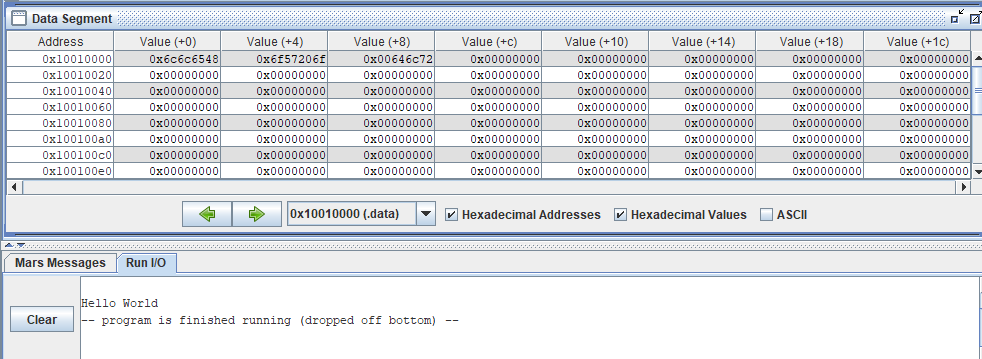 Data Segment
Address Value (+0) Value (+4) Value (+8) Value (+c) Value (+10) Value (+14) Value (+18) Value (+1c)
0x10010000 0x6c6c6548 0x6f57206f 0x00646c72 0x00000000 0x00000000 0x00000000 0x00000000 0x00000000
0x10010020 0x00000000 0x00000000 0x00000000 0x00000000 0x00000000 0x00000000 0x00000000 0x00000000
0x10010040 0x00000000 0x00000000 0x00000000 0x00000000 0x00000000 0x00000000 0x00000000 0x00000000
0x10010060 0x00000000 0x00000000 0x00000000 0x00000000 0x00000000 0x00000000 0x00000000 0x00000000
0x10010080 0x00000000 0x00000000 0x00000000 0x00000000 0x00000000 0x00000000 0x00000000 0x00000000
0x100100a0 0x00000000 0x00000000 0x00000000 0x00000000 0x00000000 0x00000000 0x00000000 0x00000000
0x100100c0 0x00000000 0x00000000 0x00000000 0x00000000 0x00000000 0x00000000 0x00000000 0x00000000
0x100100e0 0x00000000 0x00000000 0x00000000 0x00000000 0x00000000 0x00000000 0x00000000 0x00000000
0x10010000 (.data) Hexadecimal Addresses Hexadecimal Values ASCII
Mars Messages Run I/O
Hello World
Clear -- program is finished running (dropped off bottom) --